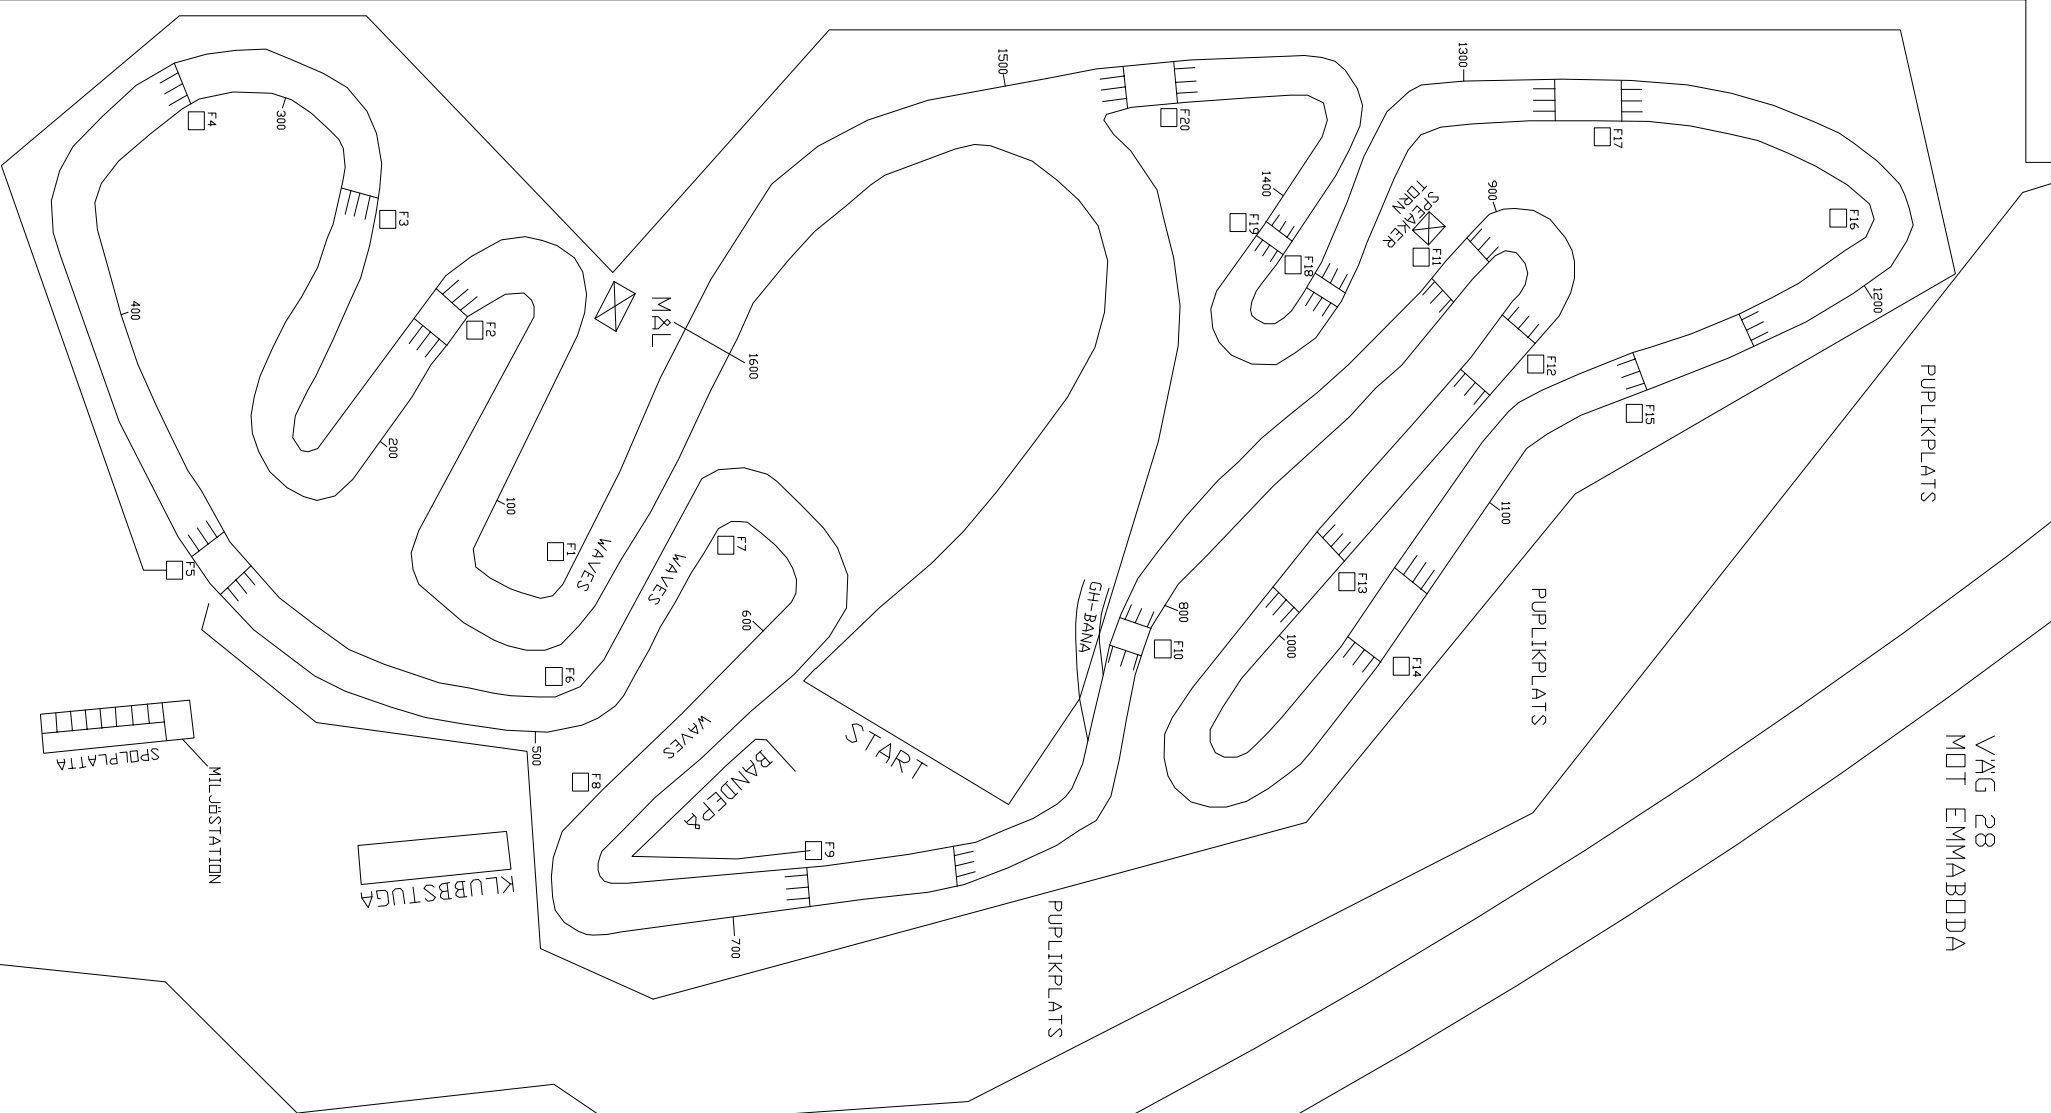 1500
1300
F4
300
F20
F17
1400
900
SPEAKER
TORN
F3
F19
F16
F11
F18
400
F2
MÅL
1600
1200
F12
PUPLIKPLATS
F15
200
100
1100
F1
F7
WAVES
WAVES
F5
F13
GH-BANA
800
600
F10
1000
F14
PUPLIKPLATS
F6
WAVES
START
500
SPOLPLATTA
MILJÖSTATION
F8
BANDEPÅ
VÄG 28
MOT EMMABODA
F9
KLUBBSTUGA
700
PUPLIKPLATS